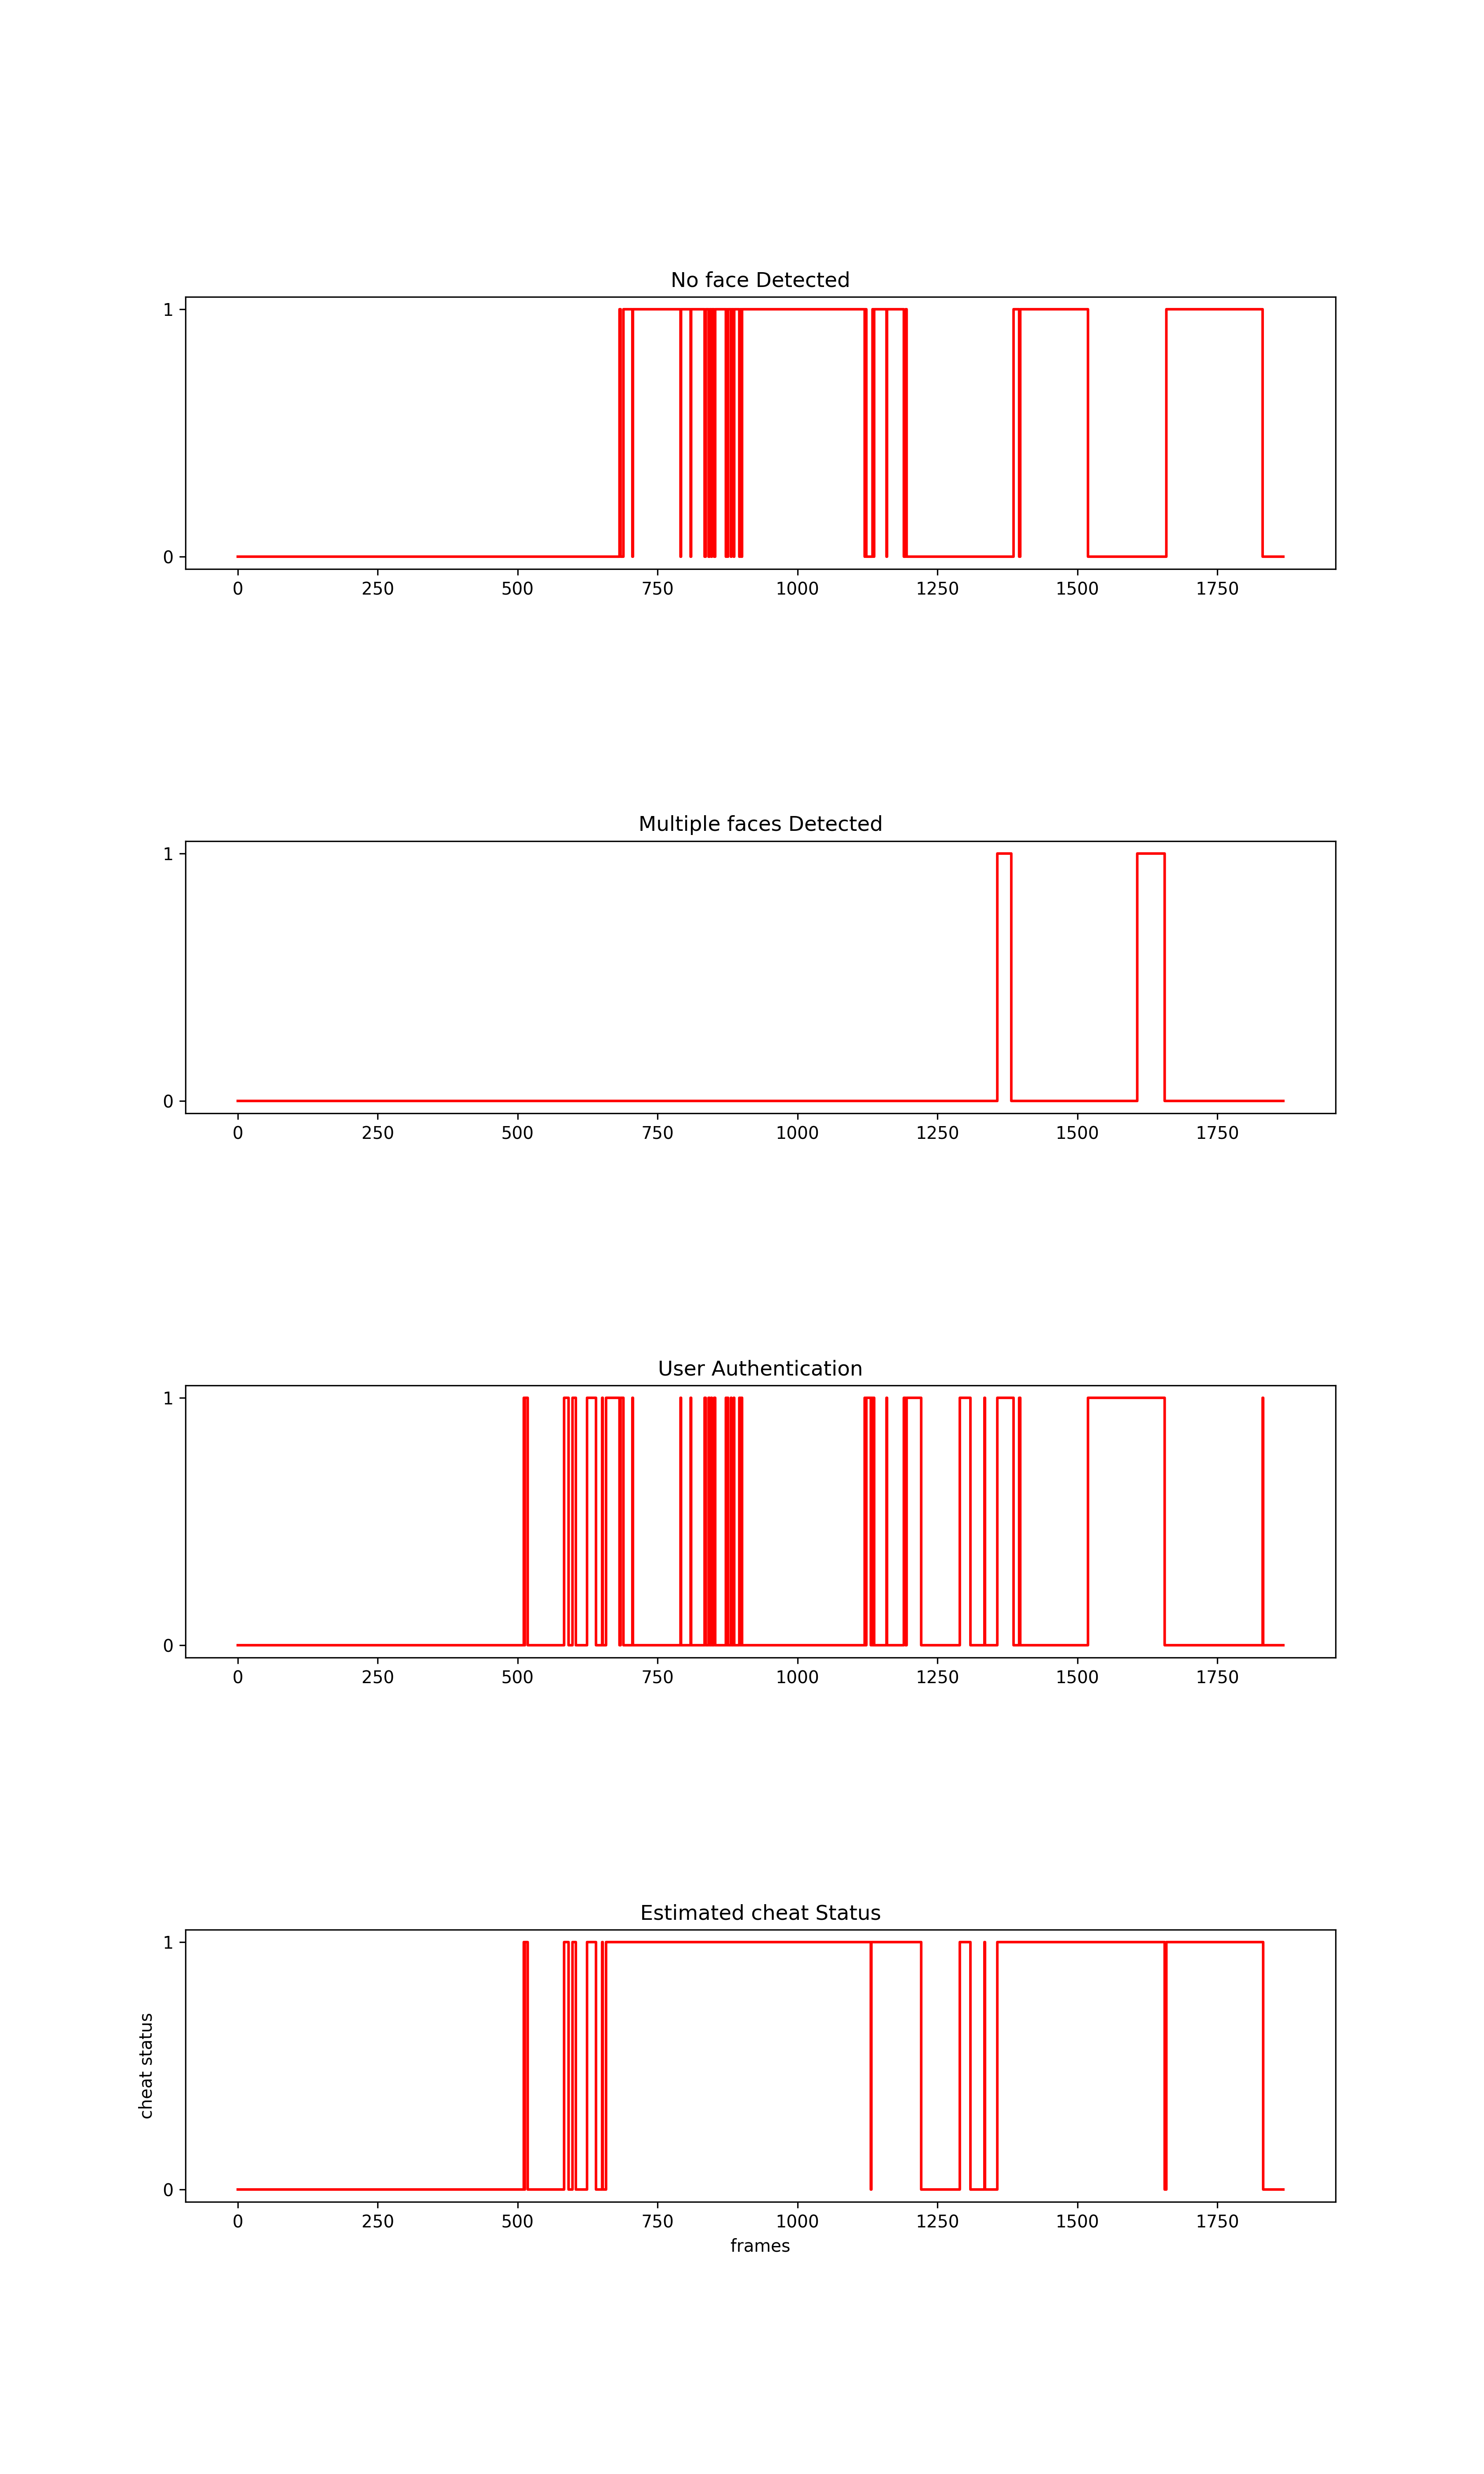 No face Detected
1
0
0 250 500 750 1000 1250 1500 1750
Multiple faces Detected
1
0
0 250 500 750 1000 1250 1500 1750
User Authentication
1
0
0 250 500 750 1000 1250 1500 1750
Estimated cheat Status
1
cheat status
0
0 250 500 750 1000 1250 1500 1750
frames